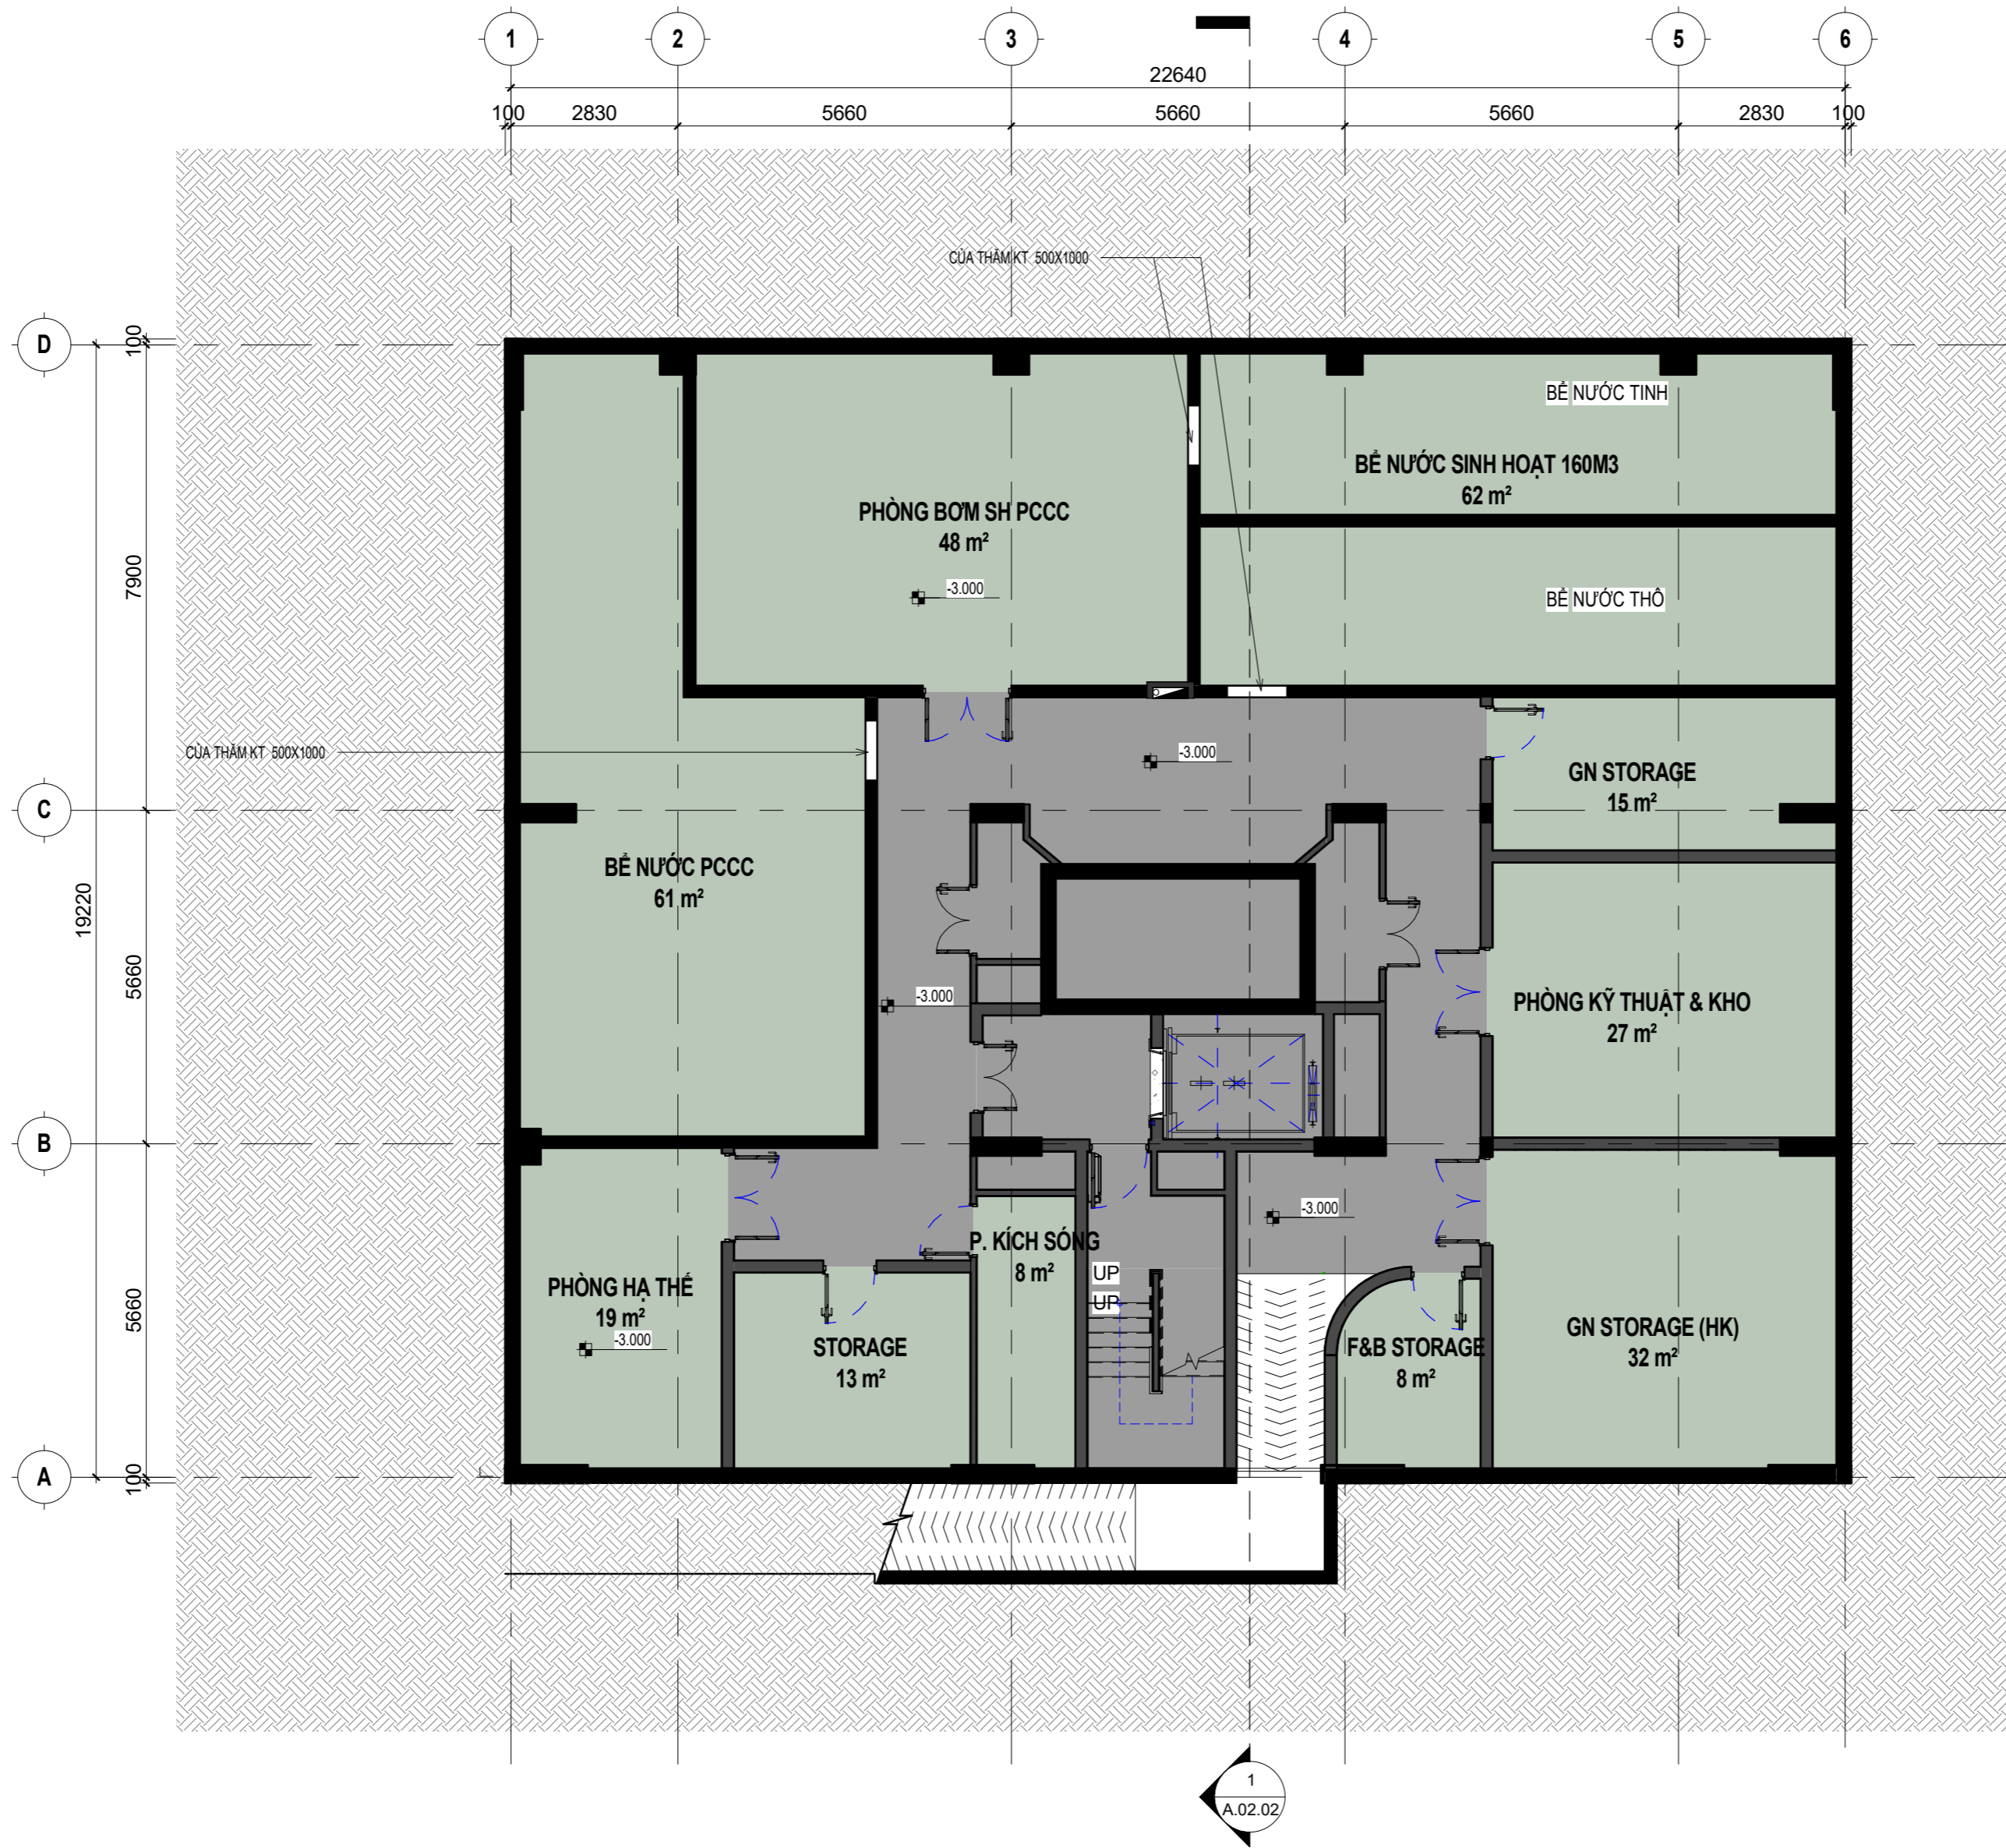 1 2 3 4 5 6
22640
100 2830 5660 5660 5660 2830 100
CỦA THĂM KT 500X1000
D
100
BỂ NƯỚC TINH
BỂ NƯỚC SINH HOẠT 160M3
62 m²
PHÒNG BƠM SH PCCC
48 m²
-3.000
7900
BỂ NƯỚC THÔ
CỦA THĂM KT 500X1000
-3.000
GN STORAGE
15 m²
C
BỂ NƯỚC PCCC
61 m²
19220
5660
-3.000
PHÒNG KỸ THUẬT & KHO
27 m²
B
-3.000
P. KÍCH SÓNG
8 m²
UP
UP
5660
PHÒNG HẠ THẾ
19 m²
-3.000
STORAGE
13 m²
F&B STORAGE
8 m²
GN STORAGE (HK)
32 m²
A
100
1
A.02.02